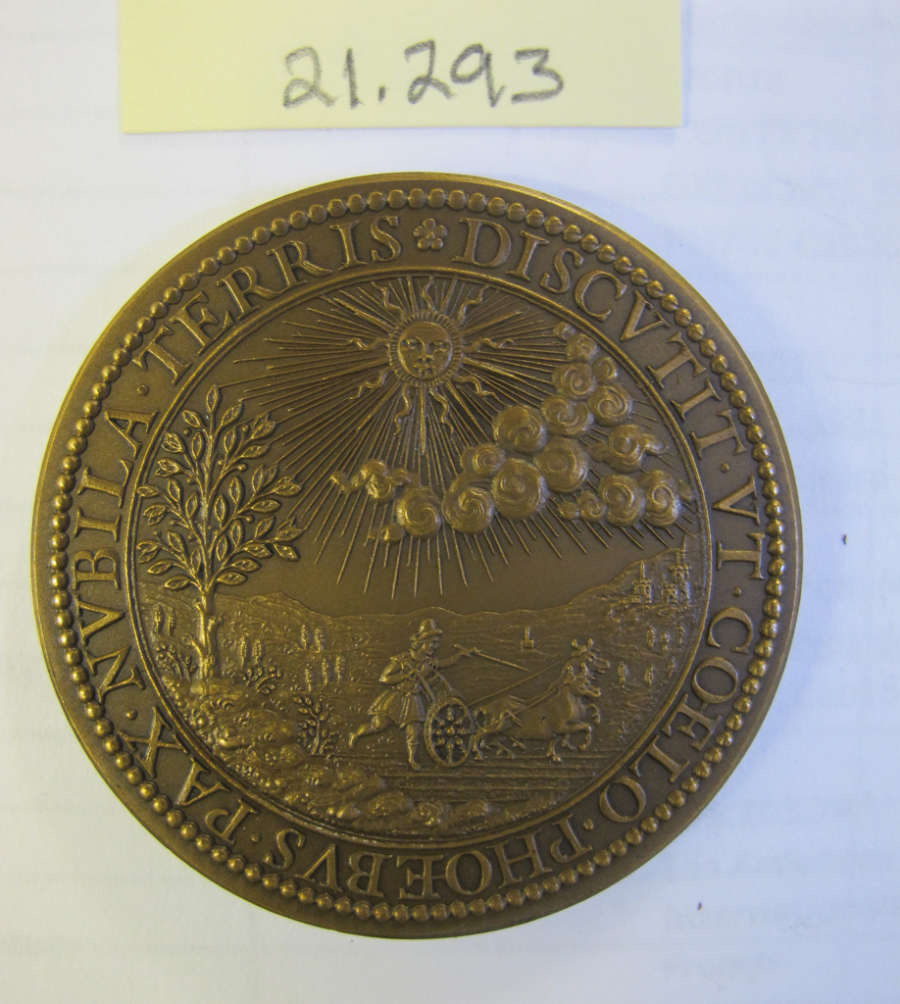 21.293
DISCVTIT · VT · COELO · PHOEBVS · PAX · NVBILA · TERRIS